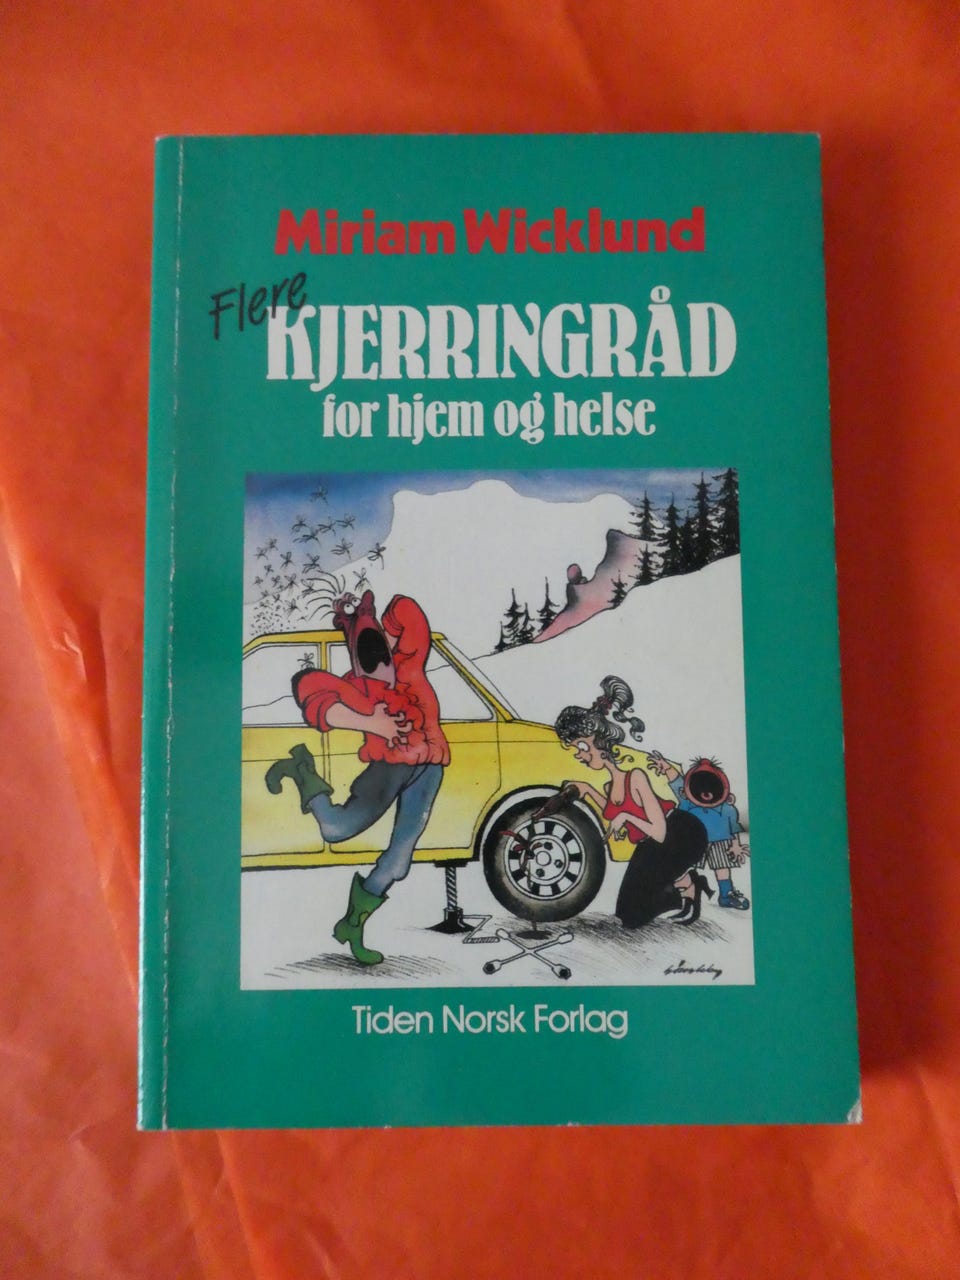 Miriam Wicklund
Flere
KJERRINGRÅD
for hjem og helse
Tiden Norsk Forlag